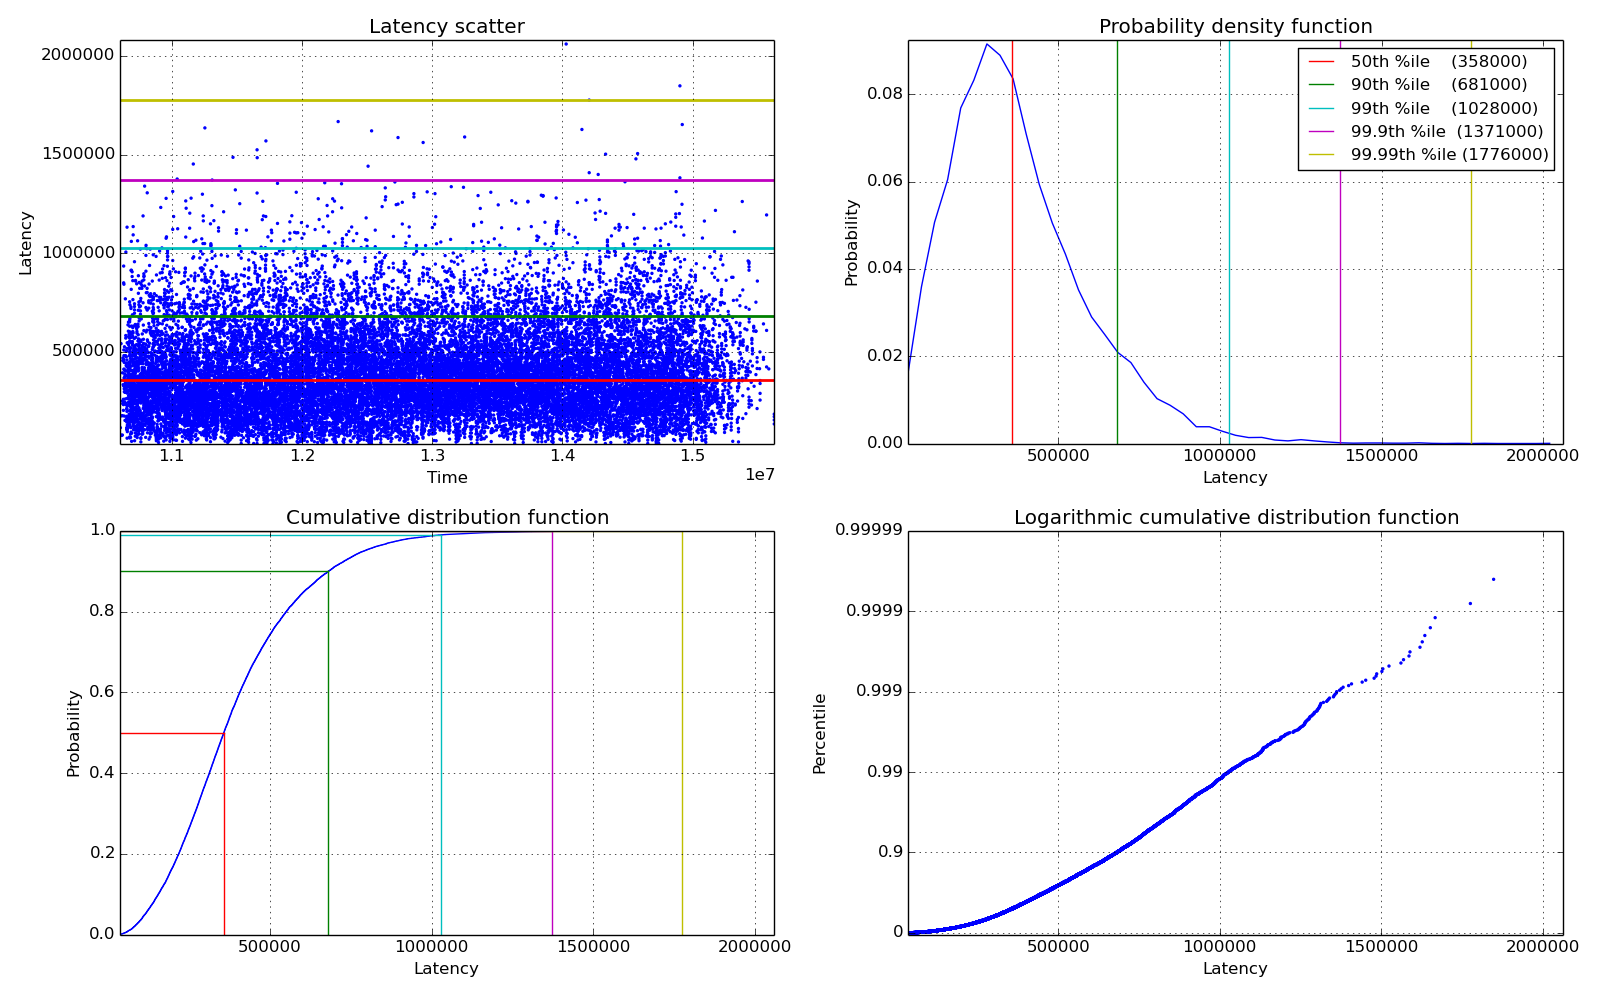 Latency scatter
2000000
1500000
1000000
500000
Latency
1.1 1.2 1.3 1.4 1.5
1e7
Time
Probability density function
50th %ile (358000)
90th %ile (681000)
99th %ile (1028000)
99.9th %ile (1371000)
99.99th %ile (1776000)
0.08
0.06
0.04
0.02
0.00
Probability
500000 1000000 1500000 2000000
Latency
Cumulative distribution function
1.0
0.8
0.6
0.4
0.2
0.0
Probability
500000 1000000 1500000 2000000
Latency
Logarithmic cumulative distribution function
0.99999
0.9999
0.999
0.99
0.9
0
Percentile
500000 1000000 1500000 2000000
Latency